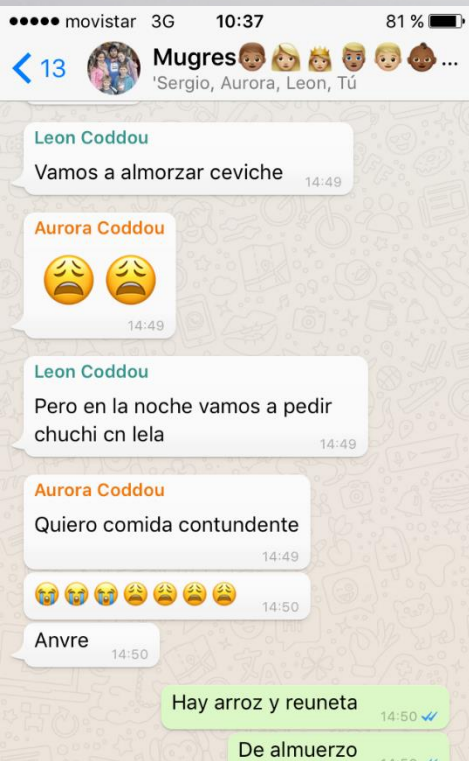 movistar 3G 10:37 81 %
13 Mugres👦🏽👩🏼👸🏼👨🏼👦🏼👶🏾...
'Sergio, Aurora, Leon, Tú
Leon Coddou
Vamos a almorzar ceviche 14:49
Aurora Coddou
😩😩
14:49
Leon Coddou
Pero en la noche vamos a pedir
chuchi cn lela 14:49
Aurora Coddou
Quiero comida contundente
14:49
😭😭😭😩😩😩😩 14:50
Anvre 14:50
Hay arroz y reuneta 14:50
De almuerzo